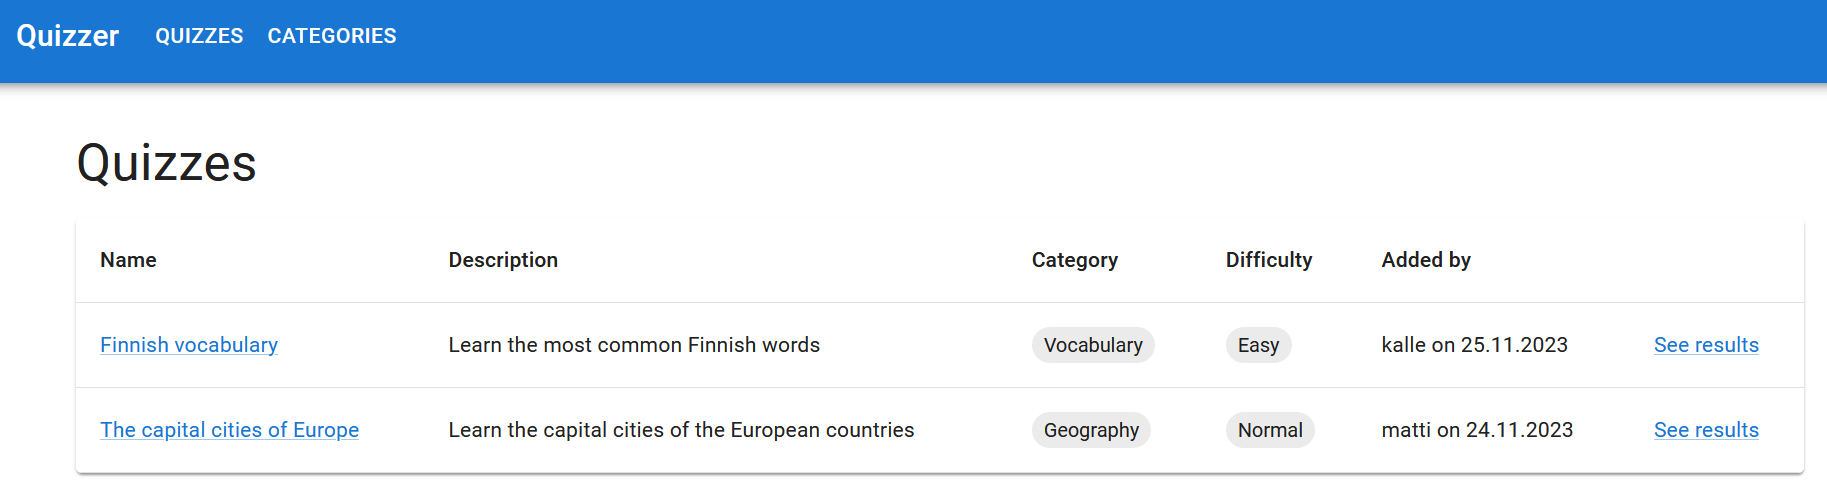 Quizzer QUIZZES CATEGORIES
Quizzes
Name Description Category Difficulty Added by
Finnish vocabulary Learn the most common Finnish words Vocabulary Easy kalle on 25.11.2023 See results
The capital cities of Europe Learn the capital cities of the European countries Geography Normal matti on 24.11.2023 See results